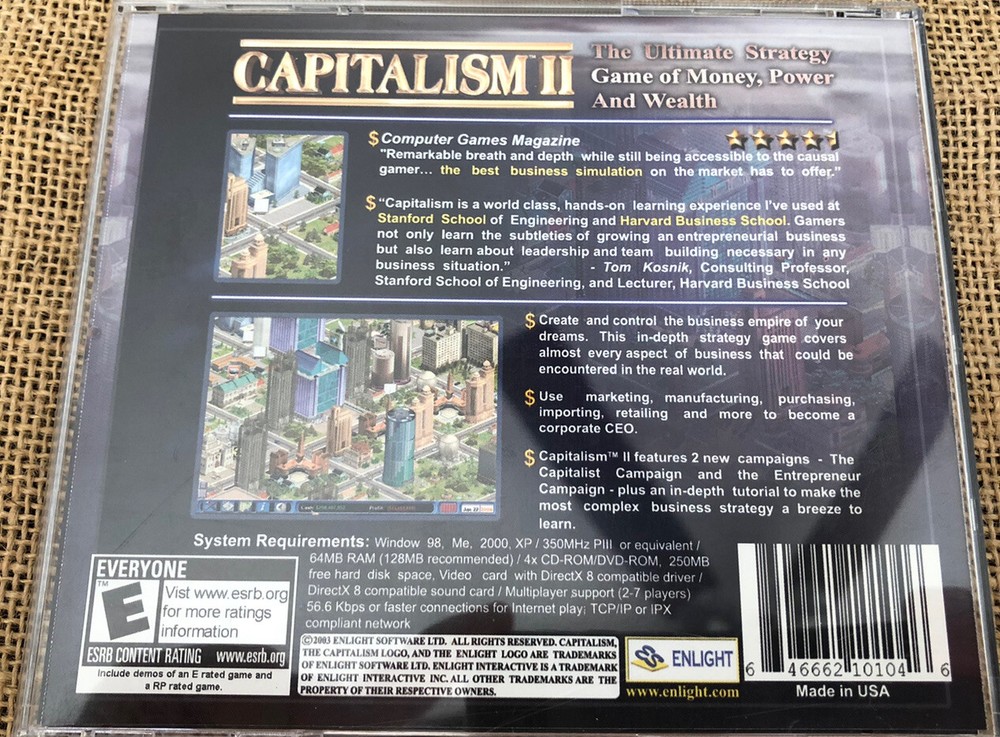 CAPITALISM™ II
The Ultimate Strategy
Game of Money, Power
And Wealth
$ Computer Games Magazine
"Remarkable breath and depth while still being accessible to the causal
gamer... the best business simulation on the market has to offer."
$ "Capitalism is a world class, hands-on learning experience I've used at
Stanford School of Engineering and Harvard Business School. Gamers
not only learn the subtleties of growing an entrepreneurial business
but also learn about leadership and team building necessary in any
business situation." - Tom Kosnik, Consulting Professor,
Stanford School of Engineering, and Lecturer, Harvard Business School
$ Create and control the business empire of your
dreams. This in-depth strategy game covers
almost every aspect of business that could be
encountered in the real world.
$ Use marketing, manufacturing, purchasing,
importing, retailing and more to become a
corporate CEO.
$ Capitalism™ II features 2 new campaigns - The
Capitalist Campaign and the Entrepreneur
Campaign - plus an in-depth tutorial to make the
most complex business strategy a breeze to
learn.
System Requirements: Window 98, Me, 2000, XP / 350MHz PIII or equivalent /
64MB RAM (128MB recommended) / 4x CD-ROM/DVD-ROM, 250MB
free hard disk space, Video card with DirectX 8 compatible driver /
DirectX 8 compatible sound card / Multiplayer support (2-7 players)
56.6 Kbps or faster connections for Internet play; TCP/IP or IPX
compliant network
EVERYONE
™
E
Visit www.esrb.org
for more ratings
information
ESRB CONTENT RATING www.esrb.org
Include demos of an E rated game and
a RP rated game.
©2003 ENLIGHT SOFTWARE LTD. ALL RIGHTS RESERVED. CAPITALISM,
THE CAPITALISM LOGO, AND THE ENLIGHT LOGO ARE TRADEMARKS
OF ENLIGHT SOFTWARE LTD. ENLIGHT INTERACTIVE IS A TRADEMARK
OF ENLIGHT INTERACTIVE INC. ALL OTHER TRADEMARKS ARE THE
PROPERTY OF THEIR RESPECTIVE OWNERS.
ENLIGHT
www.enlight.com
6 46662 10104 6
Made in USA